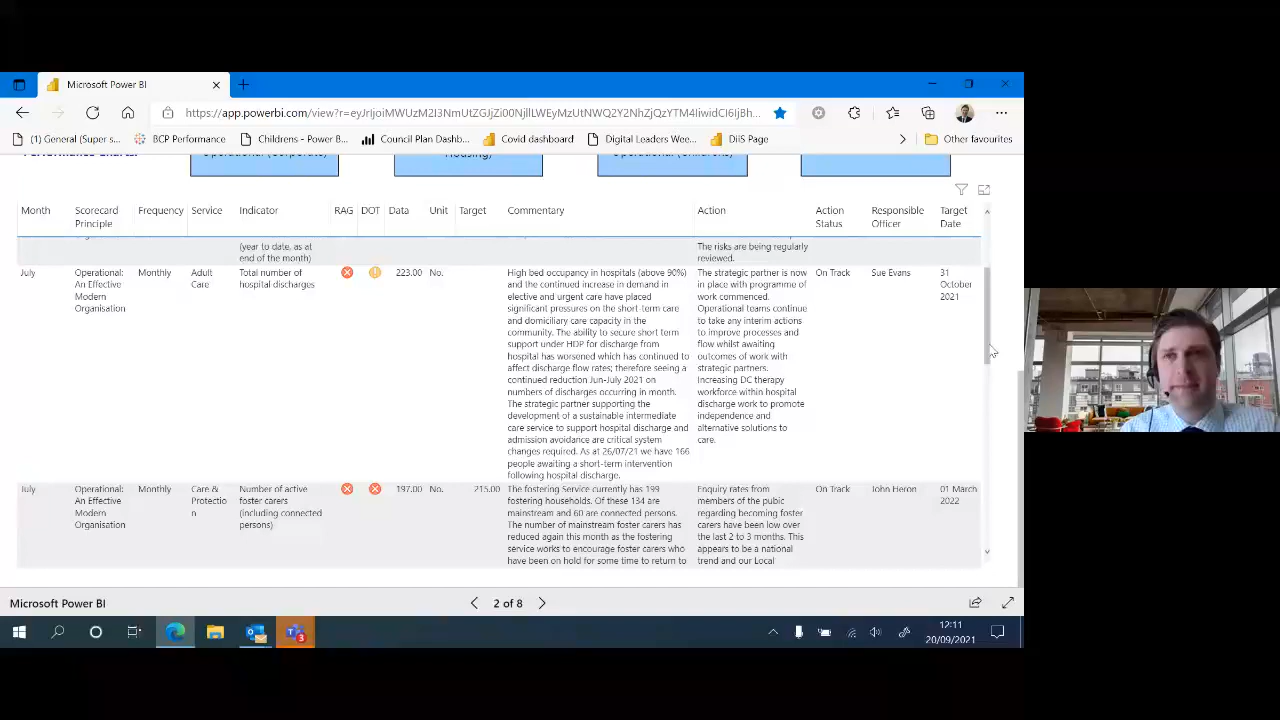 Microsoft Power BI
https://app.powerbi.com/view?r=eyJrIjoiMWUzM2I3NmUtZGJjZi00NjllLWEyMzUtNWQ2Y2NhZjQzYTM4IiwidCI6IjBh...
(1) General (Super s...
BCP Performance
Childrens - Power B...
Council Plan Dashb...
Covid dashboard
Digital Leaders Wee...
DiiS Page
Other favourites
Operational (Corporate)
Housing)
Operational (Childrens)
Month
Scorecard Principle
Frequency
Service
Indicator
RAG
DOT
Data
Unit
Target
Commentary
Action
Action Status
Responsible Officer
Target Date
(year to date, as at
end of the month)
The risks are being regularly
reviewed.
July
Operational:
An Effective
Modern
Organisation
Monthly
Adult
Care
Total number of
hospital discharges
223.00
No.
High bed occupancy in hospitals (above 90%)
and the continued increase in demand in
elective and urgent care have placed
significant pressures on the short-term care
and domiciliary care capacity in the
community. The ability to secure short term
support under HDP for discharge from
hospital has worsened which has continued to
affect discharge flow rates; therefore seeing a
continued reduction Jun-July 2021 on
numbers of discharges occurring in month.
The strategic partner supporting the
development of a sustainable intermediate
care service to support hospital discharge and
admission avoidance are critical system
changes required. As at 26/07/21 we have 166
people awaiting a short-term intervention
following hospital discharge.
The strategic partner is now
in place with programme of
work commenced.
Operational teams continue
to take any interim actions
to improve processes and
flow whilst awaiting
outcomes of work with
strategic partners.
Increasing DC therapy
workforce within hospital
discharge work to promote
independence and
alternative solutions to
care.
On Track
Sue Evans
31
October
2021
July
Operational:
An Effective
Modern
Organisation
Monthly
Care &
Protectio
n
Number of active
foster carers
(including connected
persons)
197.00
No.
215.00
The fostering Service currently has 199
fostering households. Of these 134 are
mainstream and 60 are connected persons.
The number of mainstream foster carers has
reduced again this month as the fostering
service works to encourage foster carers who
have been on hold for some time to return to
Enquiry rates from
members of the pubic
regarding becoming foster
carers have been low over
the last 2 to 3 months. This
appears to be a national
trend and our Local
On Track
John Heron
01 March
2022
Microsoft Power BI
2 of 8
3
12:11
20/09/2021